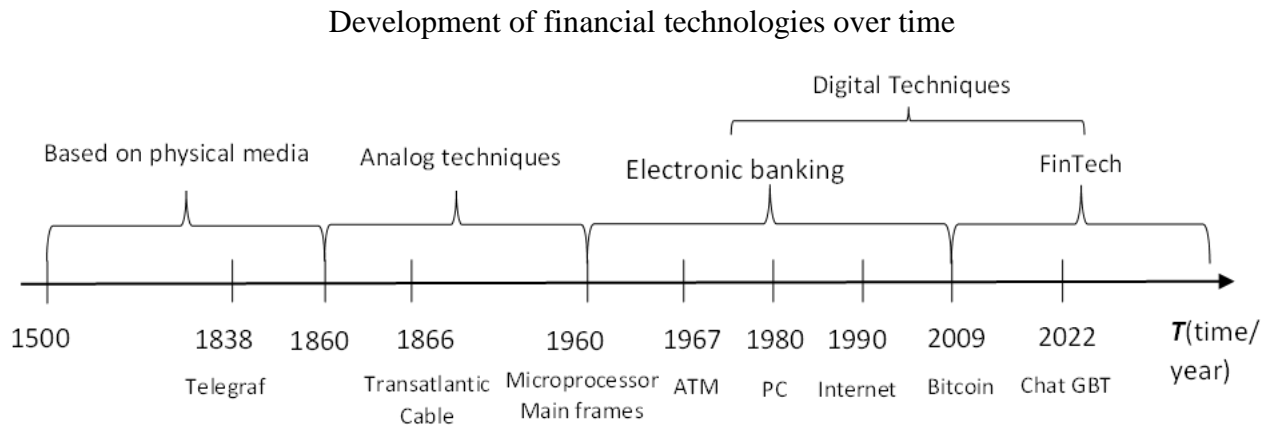 Development of financial technologies over time
Digital Techniques
Based on physical media
Analog techniques
Electronic banking
FinTech
1500
1838
1860
1866
1960
1967
1980
1990
2009
2022
T(time/
year)
Telegraf
Transatlantic
Cable
Microprocessor
Main frames
ATM
PC
Internet
Bitcoin
Chat GBT